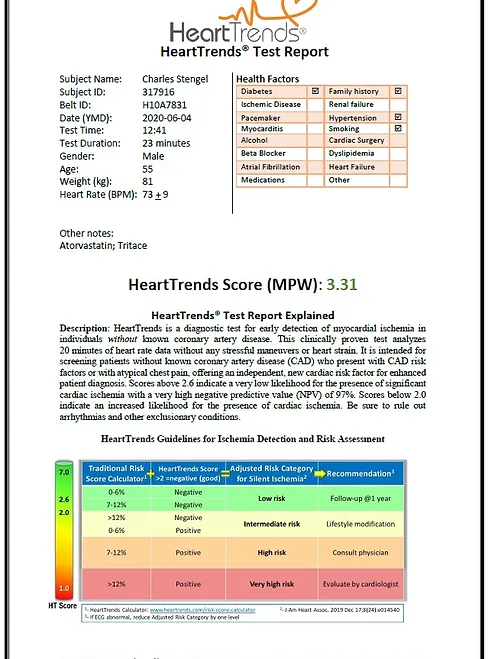 HeartTrends®
HeartTrends® Test Report
Subject Name: Charles Stengel
Subject ID: 317916
Belt ID: H10A7831
Date (YMD): 2020-06-04
Test Time: 12:41
Test Duration: 23 minutes
Gender: Male
Age: 55
Weight (kg): 81
Heart Rate (BPM): 73 ± 9
Health Factors
Diabetes ☑ Family history ☑
Ischemic Disease Renal failure
Pacemaker Hypertension ☑
Myocarditis Smoking ☑
Alcohol Cardiac Surgery
Beta Blocker Dyslipidemia
Atrial Fibrillation Heart Failure
Medications Other
Other notes:
Atorvastatin; Tritace
HeartTrends Score (MPW): 3.31
HeartTrends® Test Report Explained
Description: HeartTrends is a diagnostic test for early detection of myocardial ischemia in
individuals without known coronary artery disease. This clinically proven test analyzes
20 minutes of heart rate data without any stressful maneuvers or heart strain. It is intended for
screening patients without known coronary artery disease (CAD) who present with CAD risk
factors or with atypical chest pain, offering an independent, new cardiac risk factor for enhanced
patient diagnosis. Scores above 2.6 indicate a very low likelihood for the presence of significant
cardiac ischemia with a very high negative predictive value (NPV) of 97%. Scores below 2.0
indicate an increased likelihood for the presence of cardiac ischemia. Be sure to rule out
arrhythmias and other exclusionary conditions.
HeartTrends Guidelines for Ischemia Detection and Risk Assessment
7.0
2.6
2.0
1.0
HT Score
Traditional Risk Score Calculator¹ + HeartTrends Score >2 =negative (good) = Adjusted Risk Category for Silent Ischemia² Recommendation³
0-6% Negative Low risk Follow-up @1 year
7-12% Negative
>12% Negative Intermediate risk Lifestyle modification
0-6% Positive
7-12% Positive High risk Consult physician
>12% Positive Very high risk Evaluate by cardiologist
¹- HeartTrends Calculator: www.heartrends.com/risk-score-calculator ²- J Am Heart Assoc. 2019 Dec 17;8(24):e014540
³- If ECG abnormal, reduce Adjusted Risk Category by one level